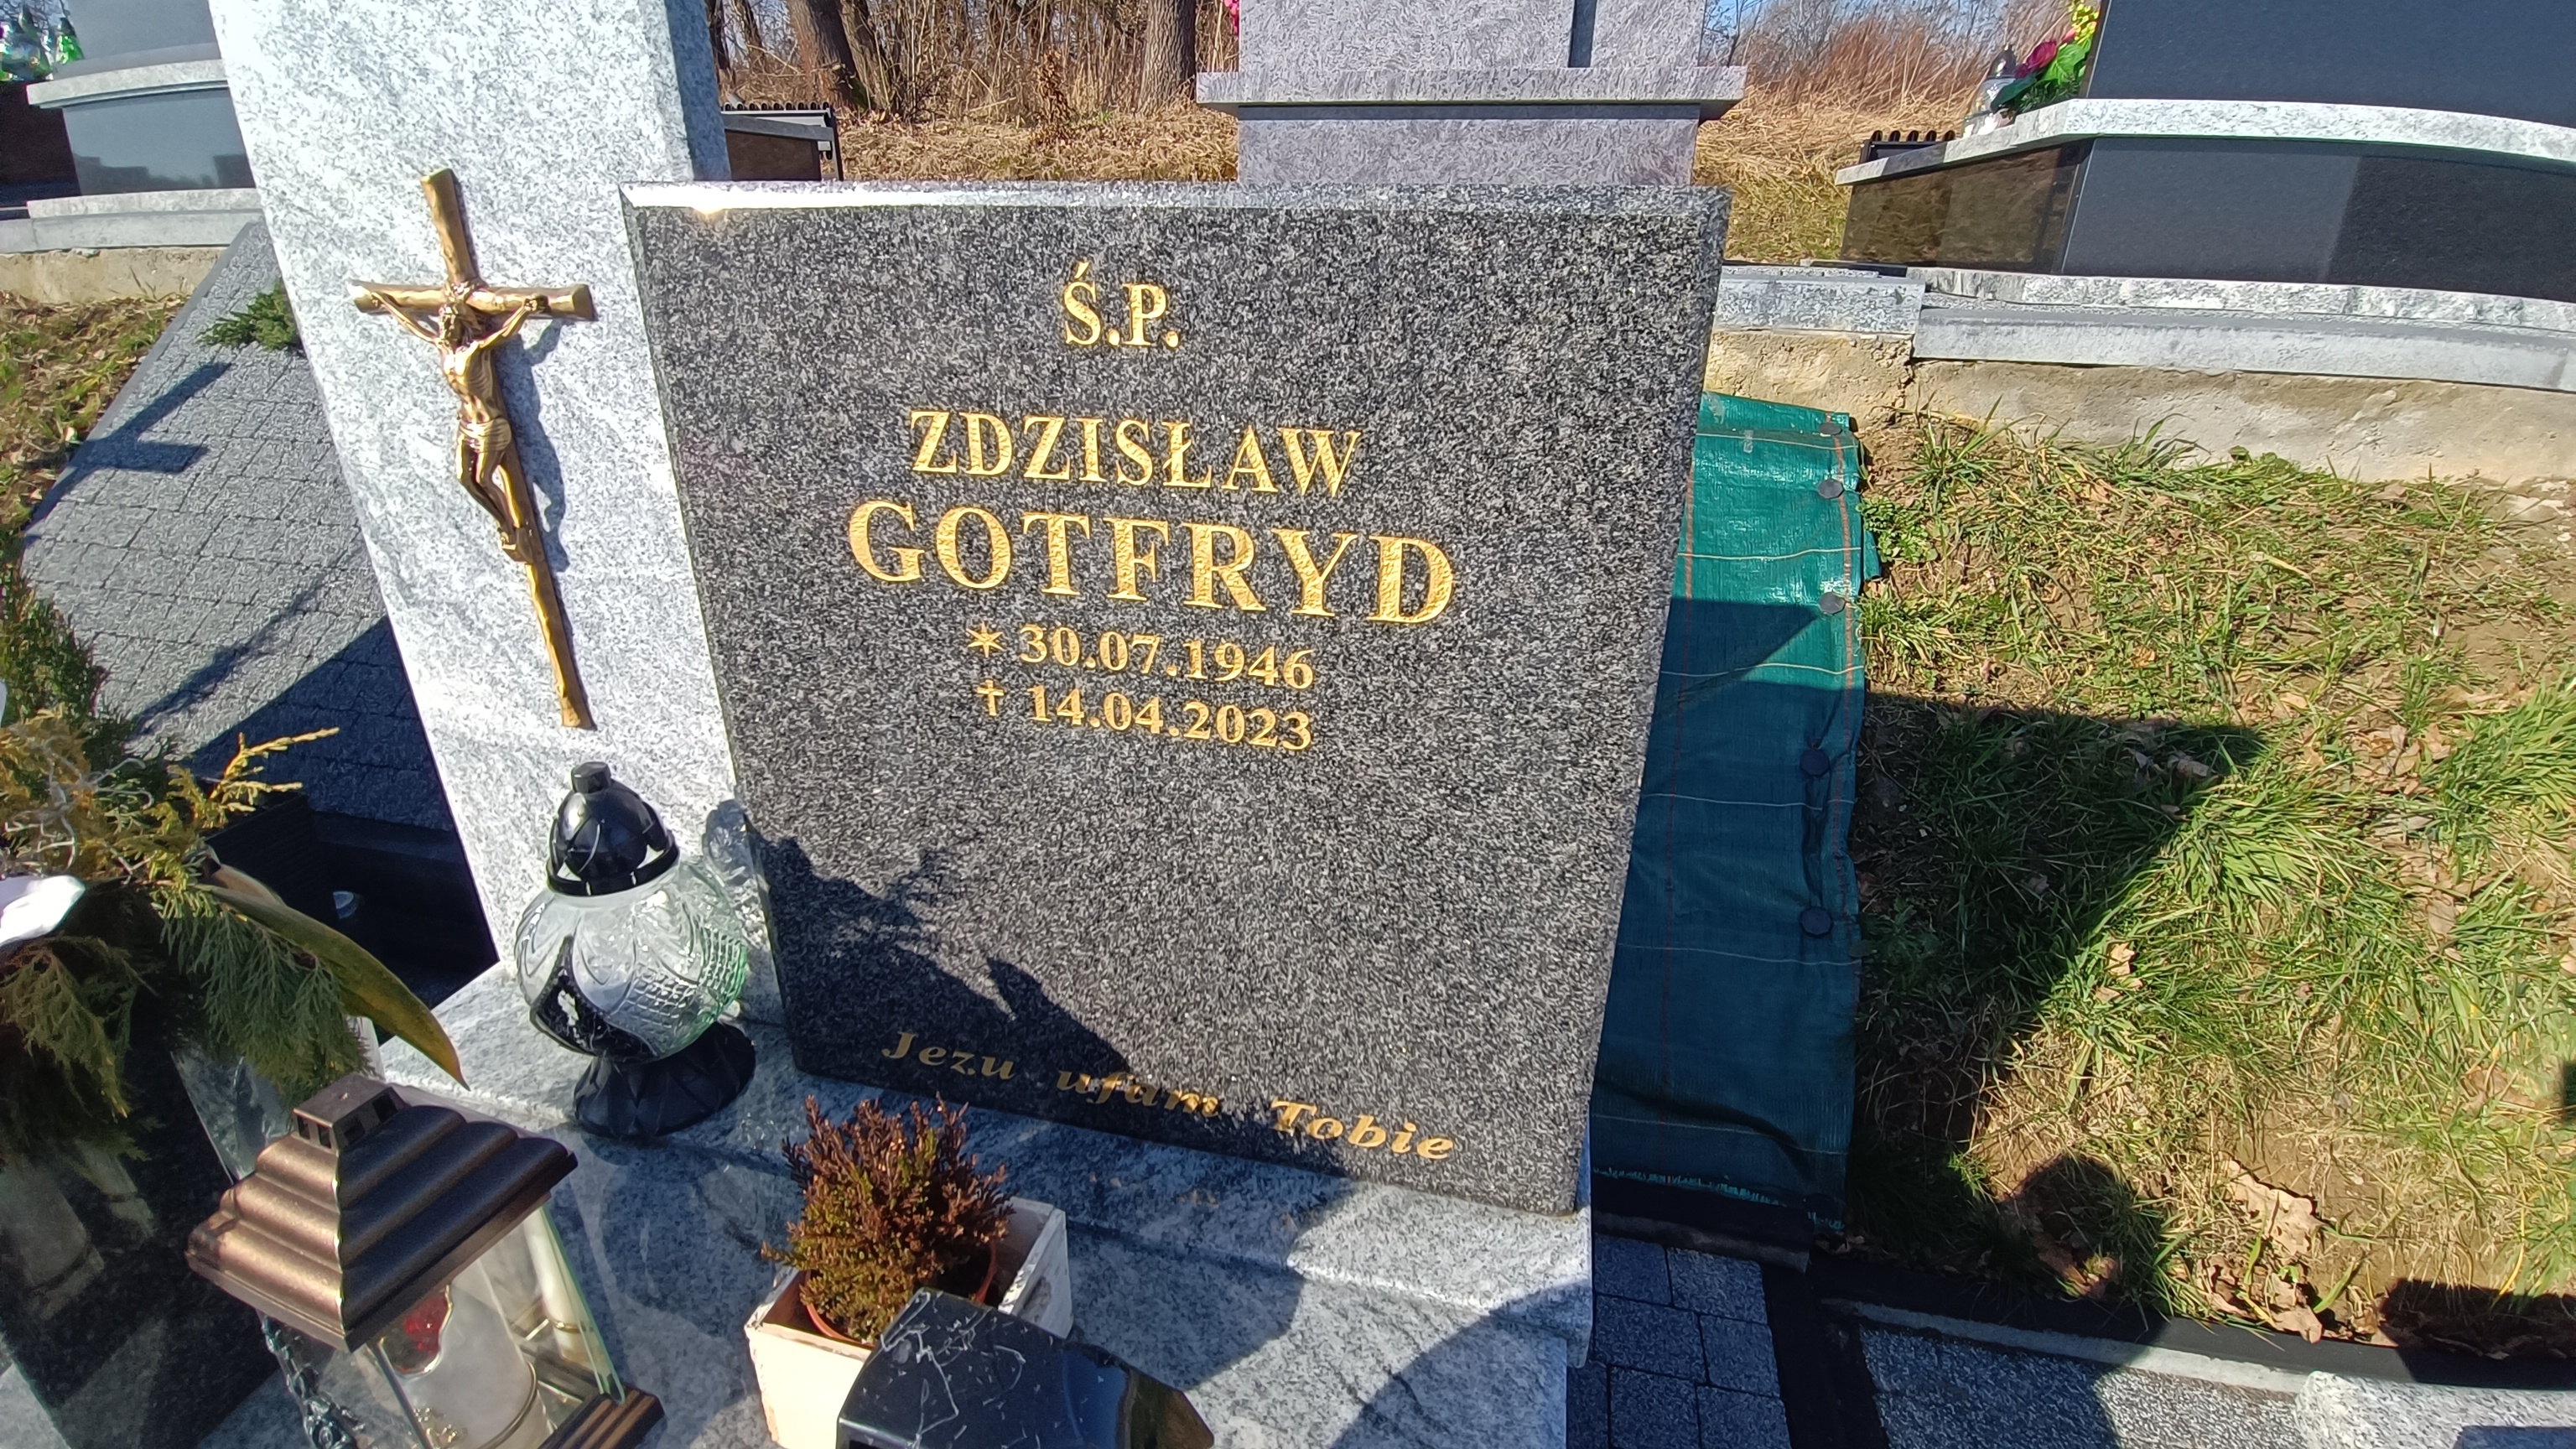 Ś.P.
ZDZISŁAW
GOTFRYD
✶ 30.07.1946
✝ 14.04.2023
Jezu ufam Tobie